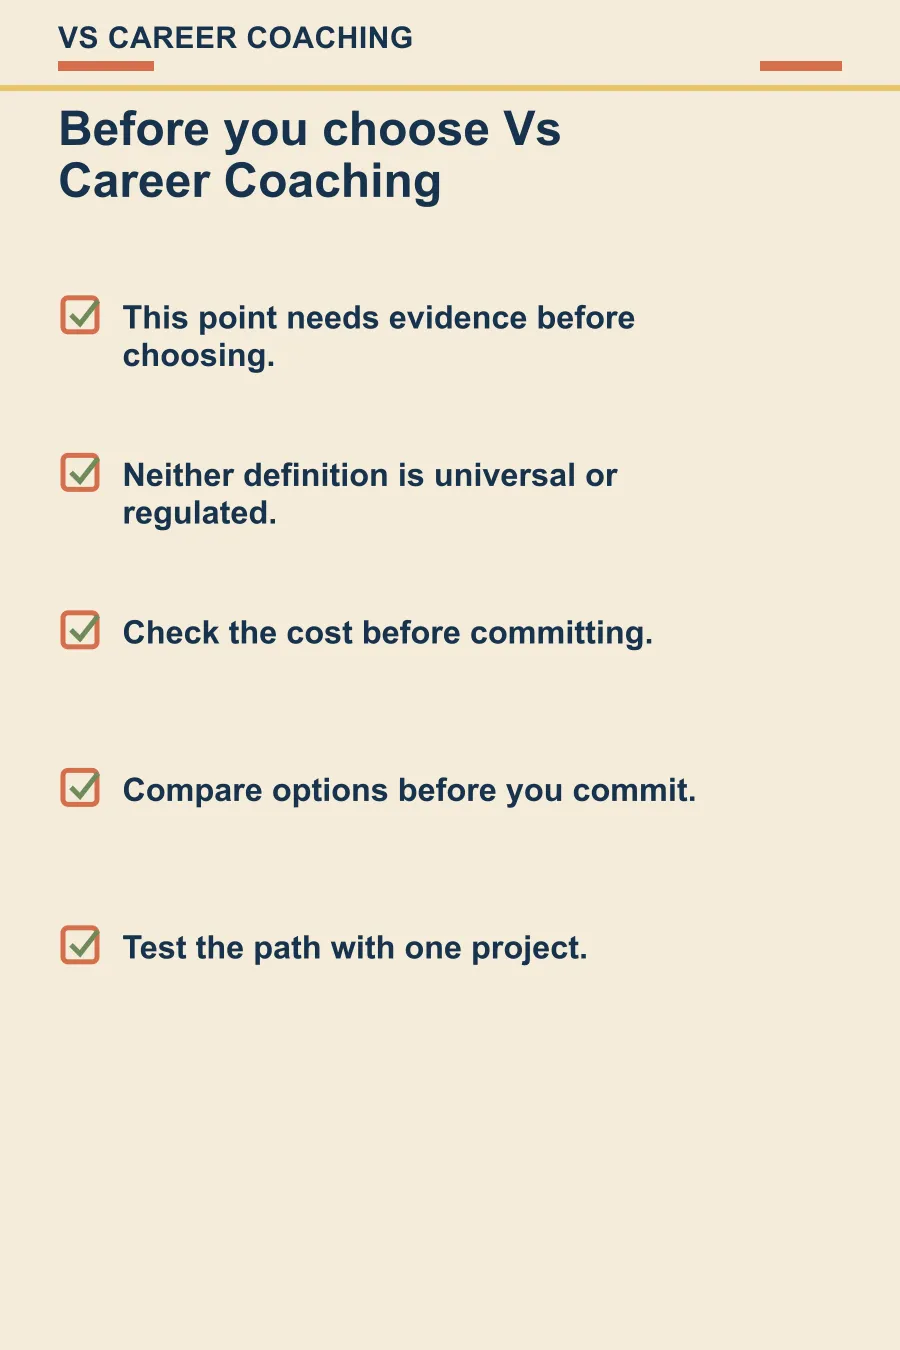 VS CAREER COACHING
Before you choose Vs
Career Coaching
This point needs evidence before
choosing.
Neither definition is universal or
regulated.
Check the cost before committing.
Compare options before you commit.
Test the path with one project.